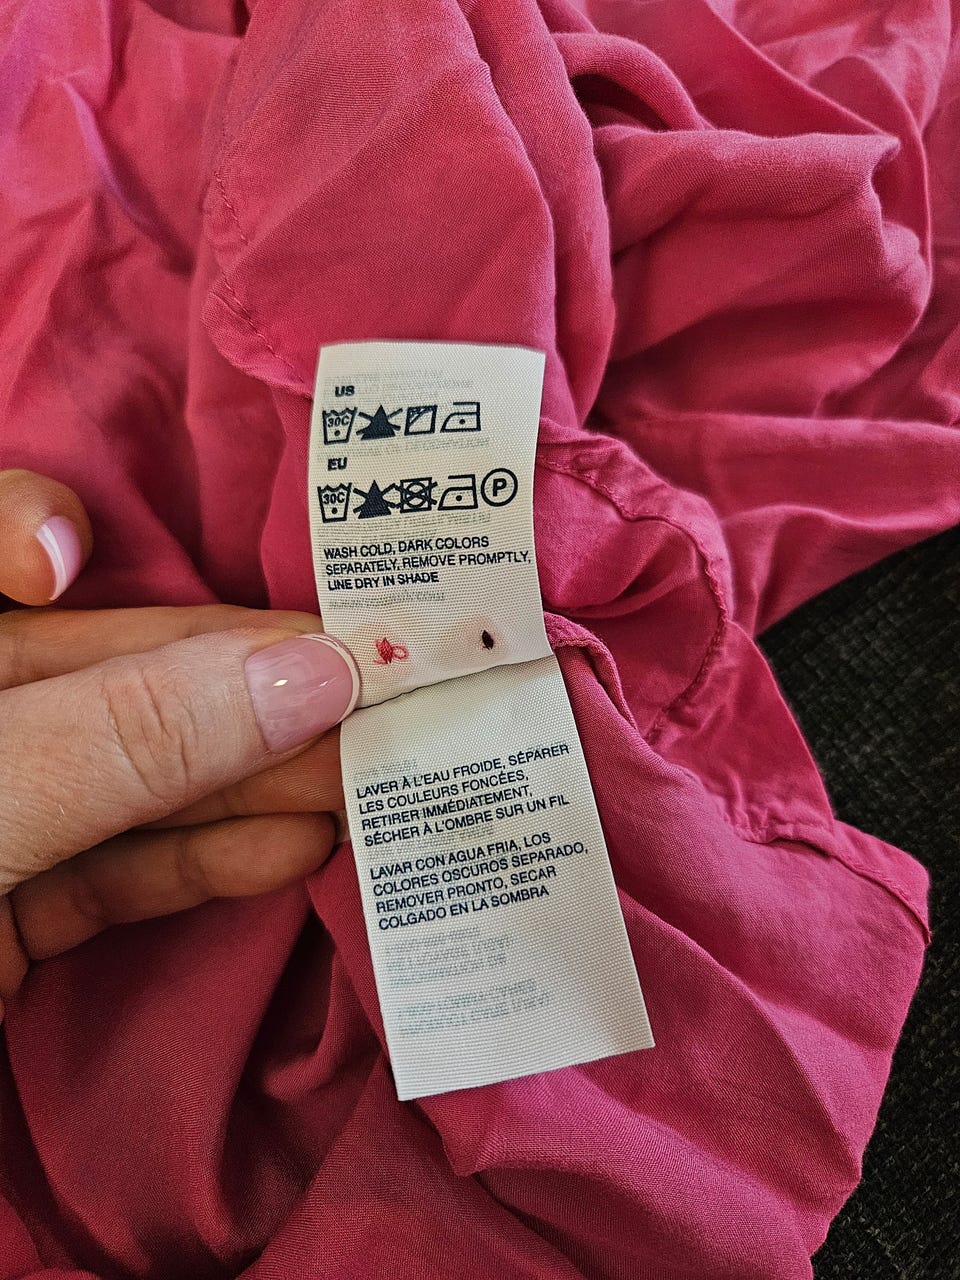 US
30C
EU
30C P
WASH COLD, DARK COLORS
SEPARATELY, REMOVE PROMPTLY,
LINE DRY IN SHADE
LAVER À L'EAU FROIDE, SÉPARER
LES COULEURS FONCÉES,
RETIRER IMMÉDIATEMENT,
SÉCHER À L'OMBRE SUR UN FIL
LAVAR CON AGUA FRIA, LOS
COLORES OSCUROS SEPARADO,
REMOVER PRONTO, SECAR
COLGADO EN LA SOMBRA